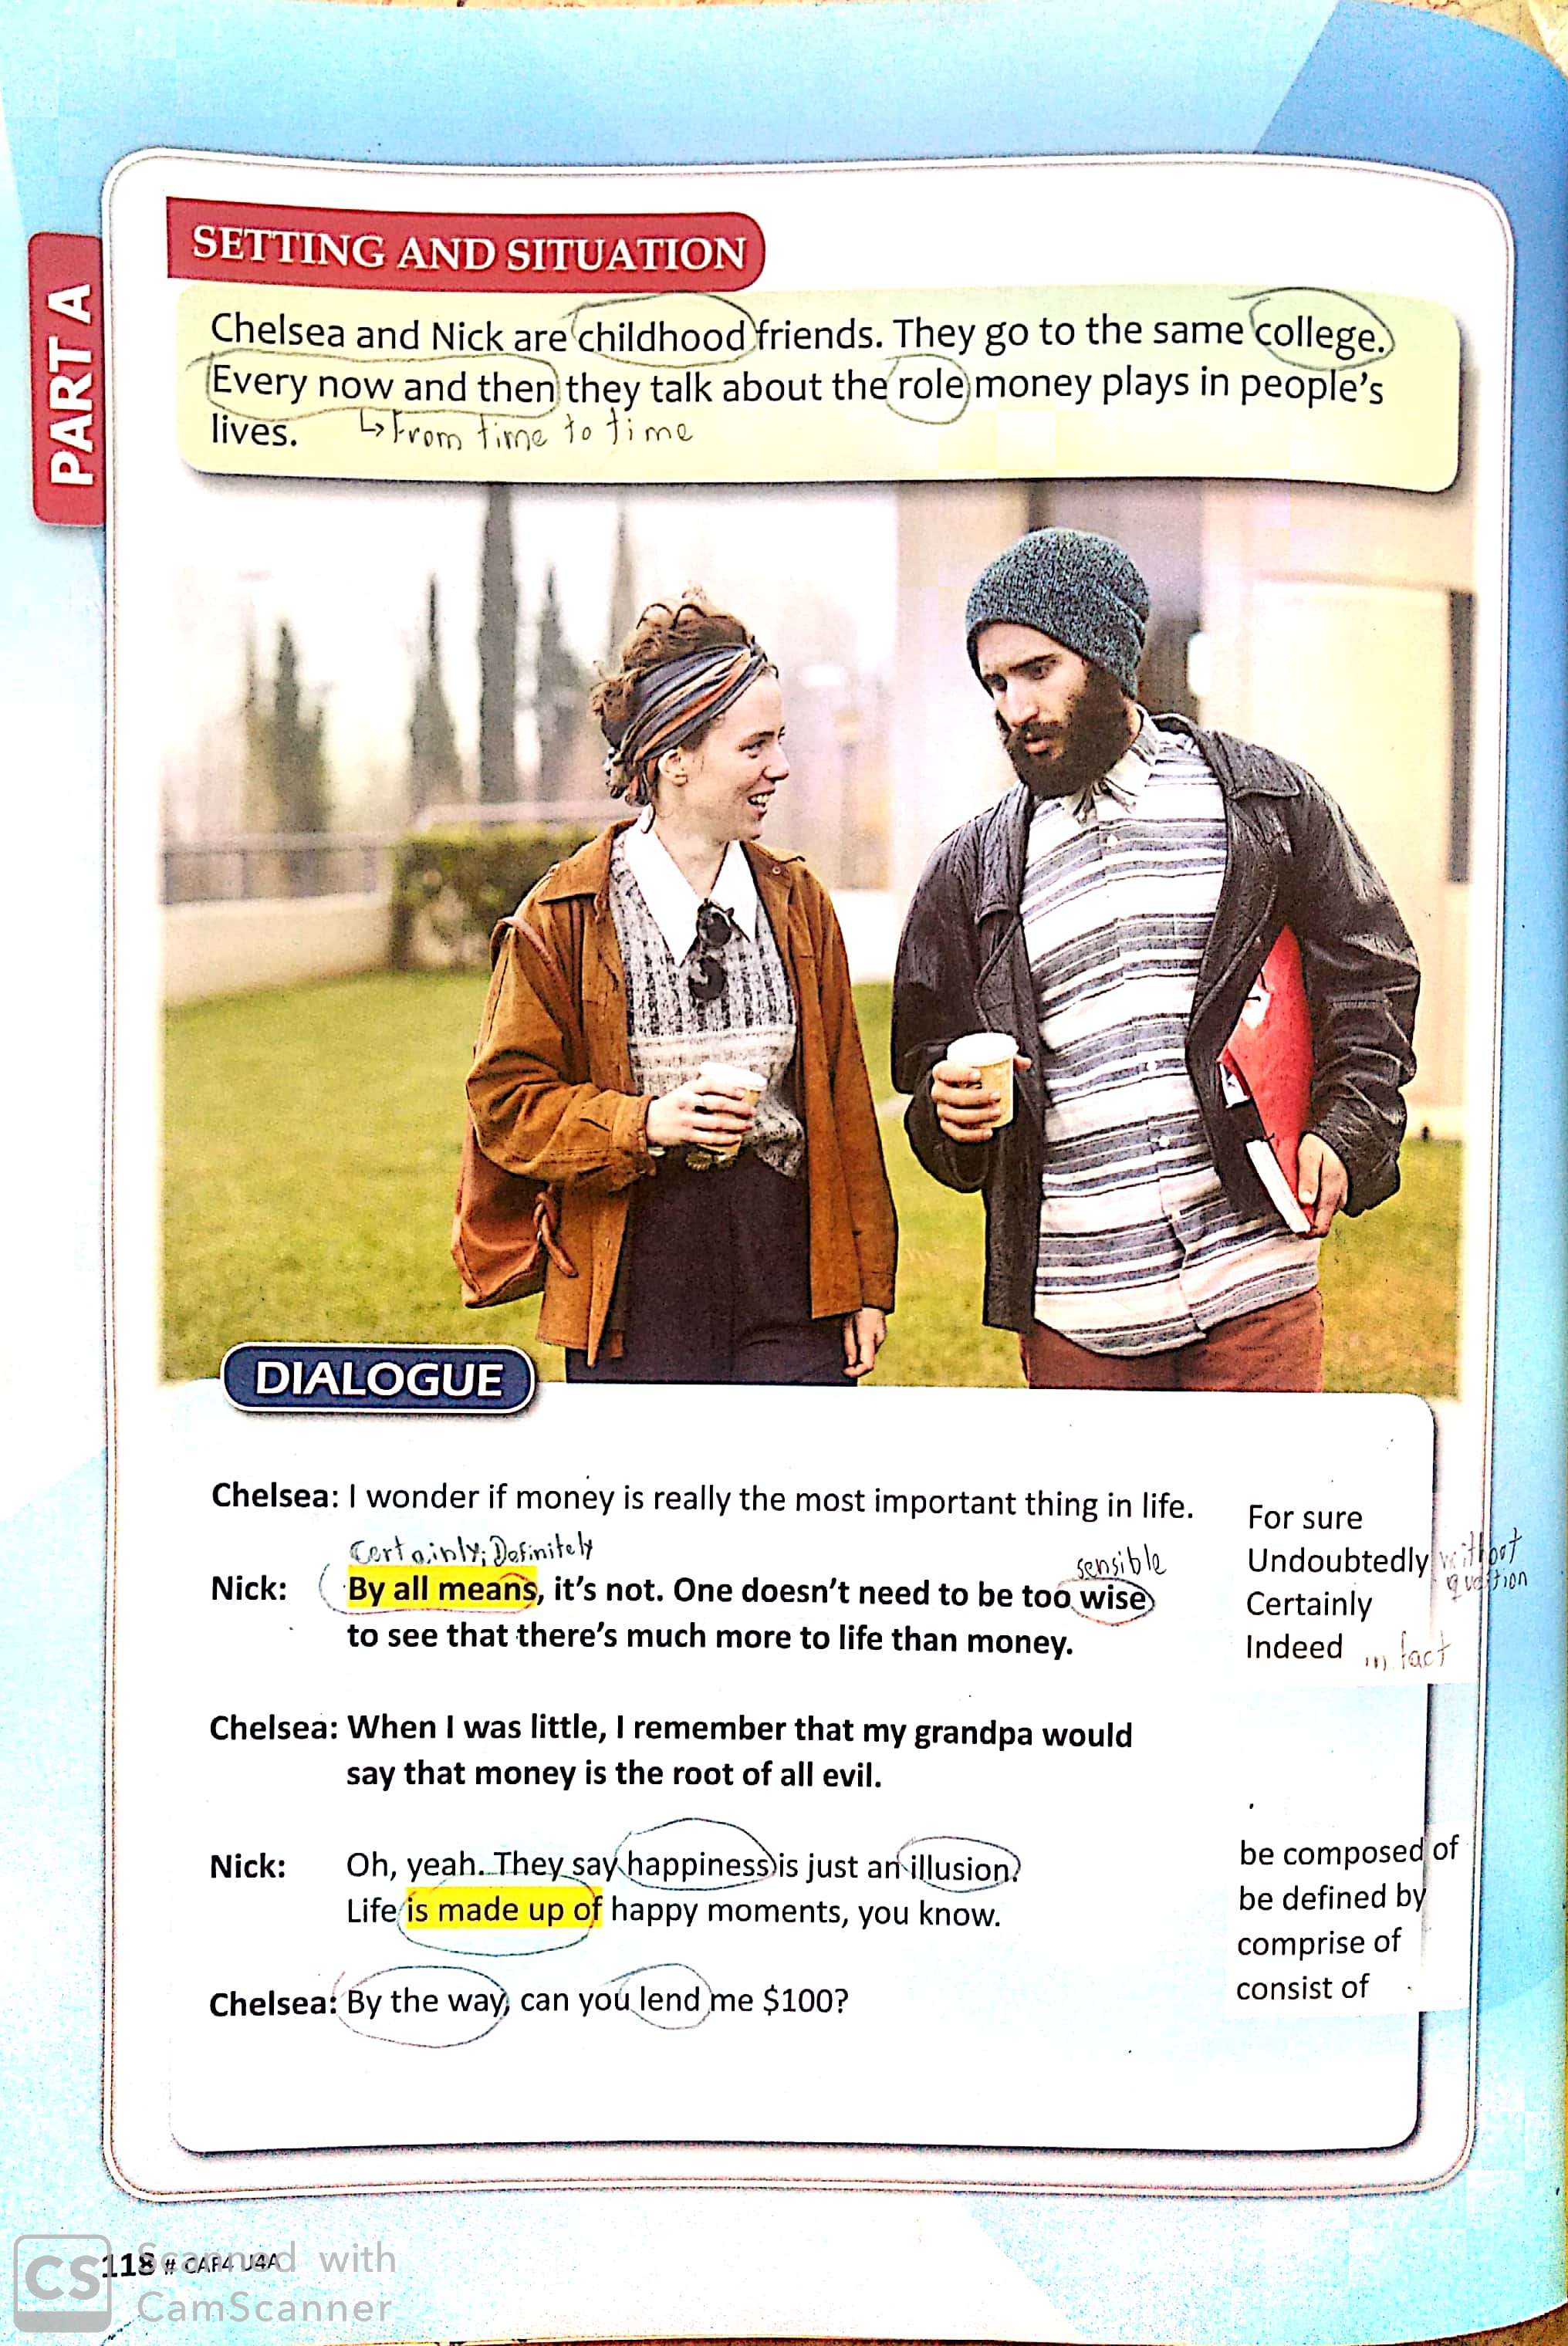 PART A
SETTING AND SITUATION
Chelsea and Nick are childhood friends. They go to the same college.
Every now and then they talk about the role money plays in people's
lives.
↳ From time to time
DIALOGUE
Chelsea: I wonder if money is really the most important thing in life.
Certainly; Definitely
sensible
Nick: By all means, it's not. One doesn't need to be too wise
to see that there's much more to life than money.
For sure
Undoubtedly without question
Certainly
Indeed in fact
Chelsea: When I was little, I remember that my grandpa would
say that money is the root of all evil.
Nick: Oh, yeah. They say happiness is just an illusion.
Life is made up of happy moments, you know.
be composed of
be defined by
comprise of
consist of
Chelsea: By the way, can you lend me $100?
118 # CAF4 U4A
CS
Scanned with
CamScanner